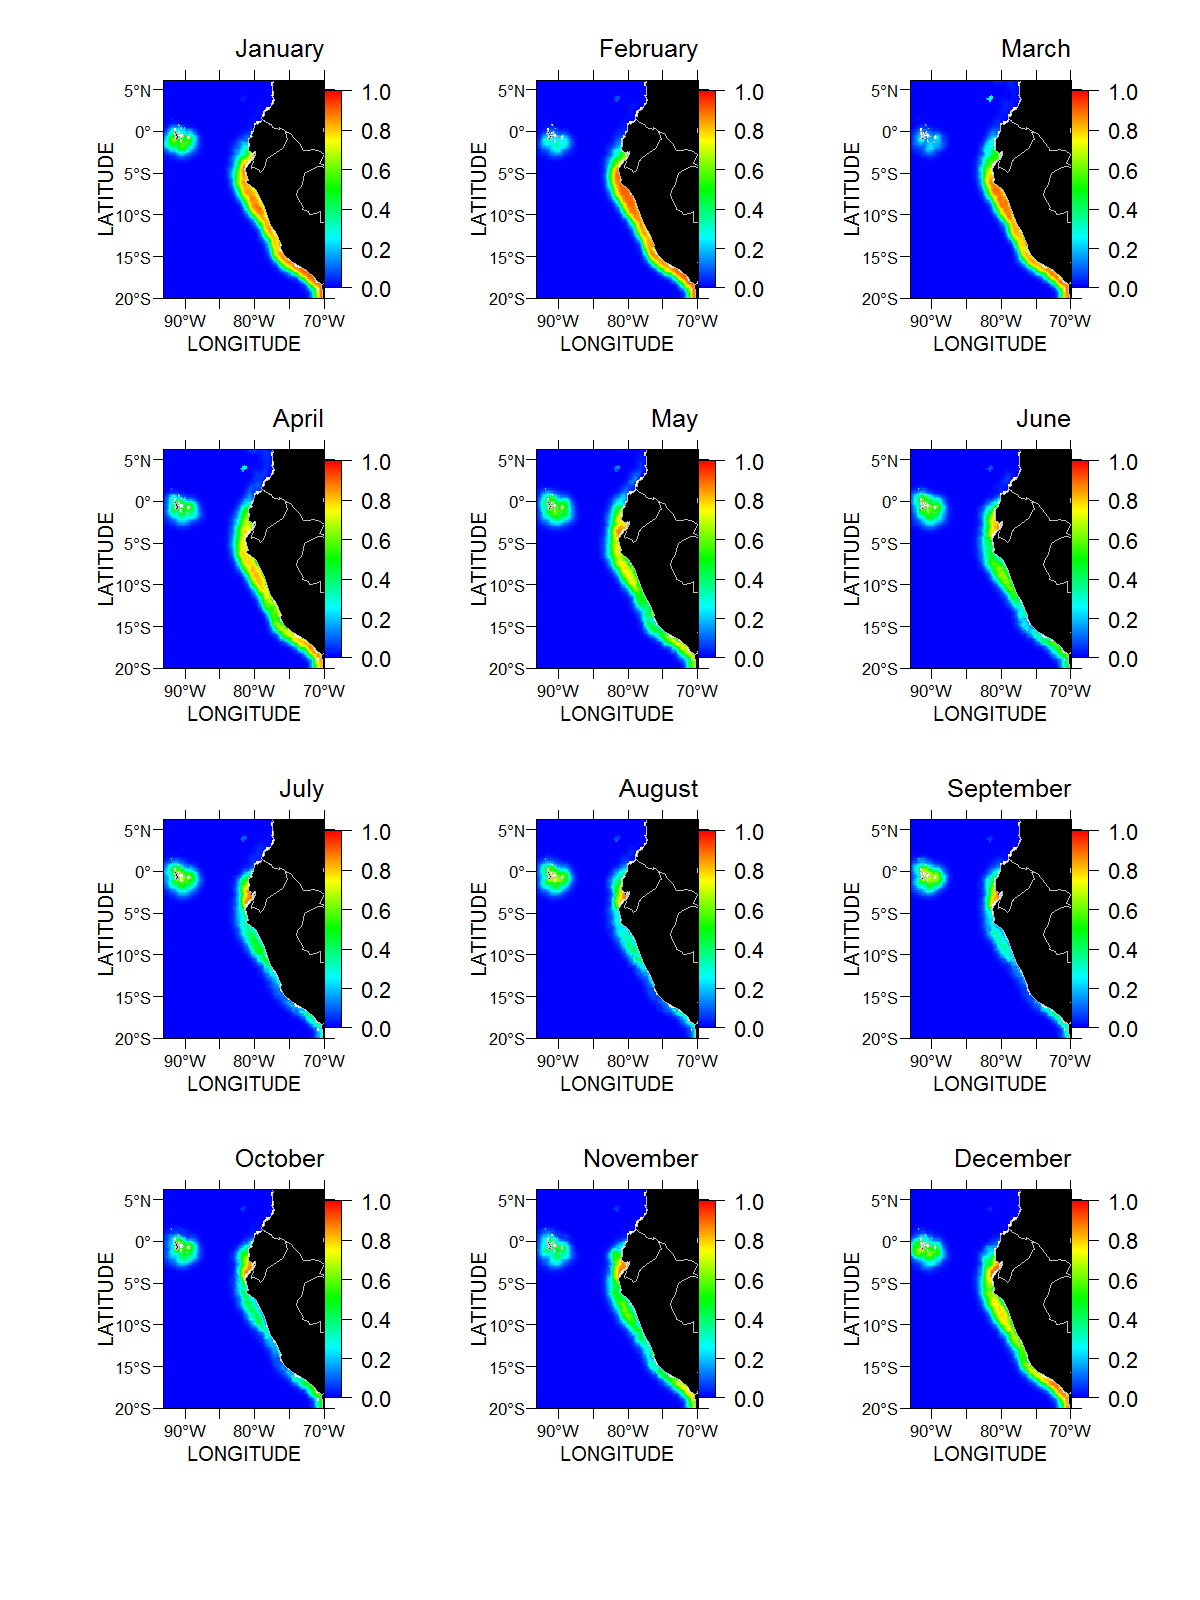 January February March
5°N 1.0 5°N 1.0 5°N 1.0
0° 0.8 0° 0.8 0° 0.8
5°S 0.6 5°S 0.6 5°S 0.6
10°S 0.4 10°S 0.4 10°S 0.4
15°S 0.2 15°S 0.2 15°S 0.2
20°S 0.0 20°S 0.0 20°S 0.0
LATITUDE LATITUDE LATITUDE
90°W 80°W 70°W 90°W 80°W 70°W 90°W 80°W 70°W
LONGITUDE LONGITUDE LONGITUDE
April May June
5°N 1.0 5°N 1.0 5°N 1.0
0° 0.8 0° 0.8 0° 0.8
5°S 0.6 5°S 0.6 5°S 0.6
10°S 0.4 10°S 0.4 10°S 0.4
15°S 0.2 15°S 0.2 15°S 0.2
20°S 0.0 20°S 0.0 20°S 0.0
LATITUDE LATITUDE LATITUDE
90°W 80°W 70°W 90°W 80°W 70°W 90°W 80°W 70°W
LONGITUDE LONGITUDE LONGITUDE
July August September
5°N 1.0 5°N 1.0 5°N 1.0
0° 0.8 0° 0.8 0° 0.8
5°S 0.6 5°S 0.6 5°S 0.6
10°S 0.4 10°S 0.4 10°S 0.4
15°S 0.2 15°S 0.2 15°S 0.2
20°S 0.0 20°S 0.0 20°S 0.0
LATITUDE LATITUDE LATITUDE
90°W 80°W 70°W 90°W 80°W 70°W 90°W 80°W 70°W
LONGITUDE LONGITUDE LONGITUDE
October November December
5°N 1.0 5°N 1.0 5°N 1.0
0° 0.8 0° 0.8 0° 0.8
5°S 0.6 5°S 0.6 5°S 0.6
10°S 0.4 10°S 0.4 10°S 0.4
15°S 0.2 15°S 0.2 15°S 0.2
20°S 0.0 20°S 0.0 20°S 0.0
LATITUDE LATITUDE LATITUDE
90°W 80°W 70°W 90°W 80°W 70°W 90°W 80°W 70°W
LONGITUDE LONGITUDE LONGITUDE